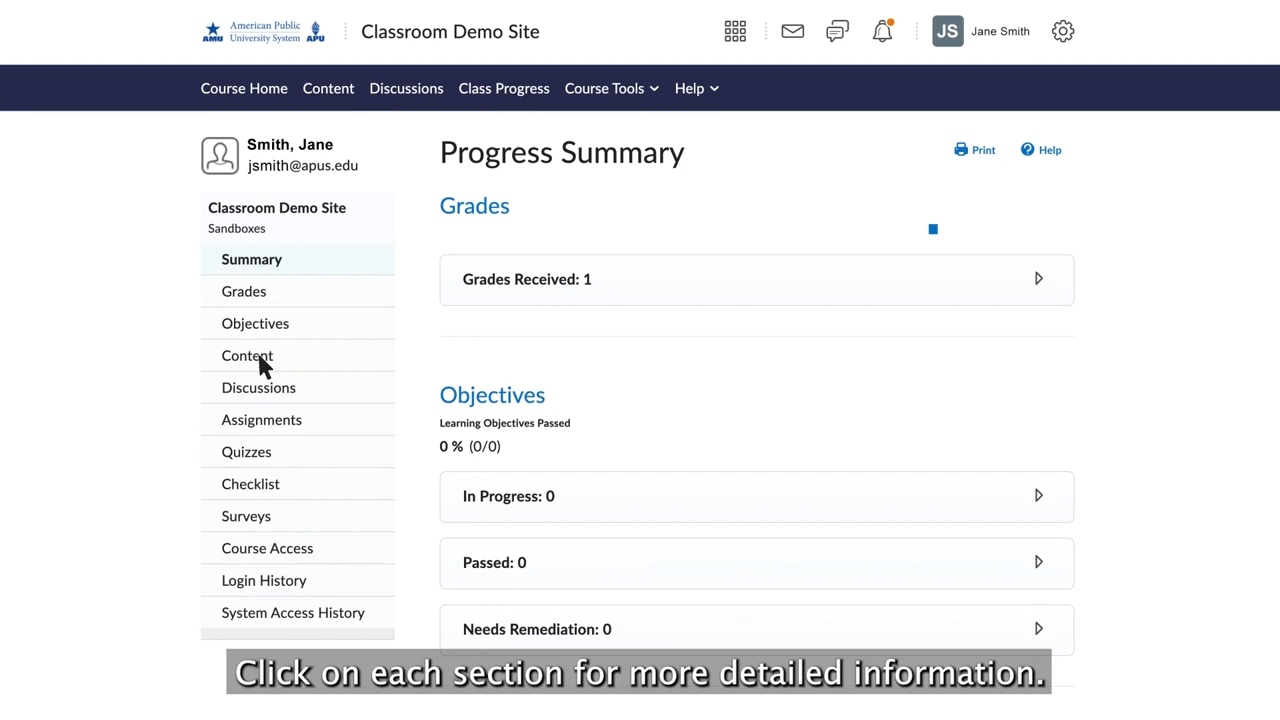 American Public
University System
AMU
APU
Classroom Demo Site
JS
Jane Smith
Course Home
Content
Discussions
Class Progress
Course Tools
Help
Smith, Jane
jsmith@apus.edu
Classroom Demo Site
Sandboxes
Summary
Grades
Objectives
Content
Discussions
Assignments
Quizzes
Checklist
Surveys
Course Access
Login History
System Access History
Progress Summary
Print
Help
Grades
Grades Received: 1
Objectives
Learning Objectives Passed
0 % (0/0)
In Progress: 0
Passed: 0
Needs Remediation: 0
Click on each section for more detailed information.